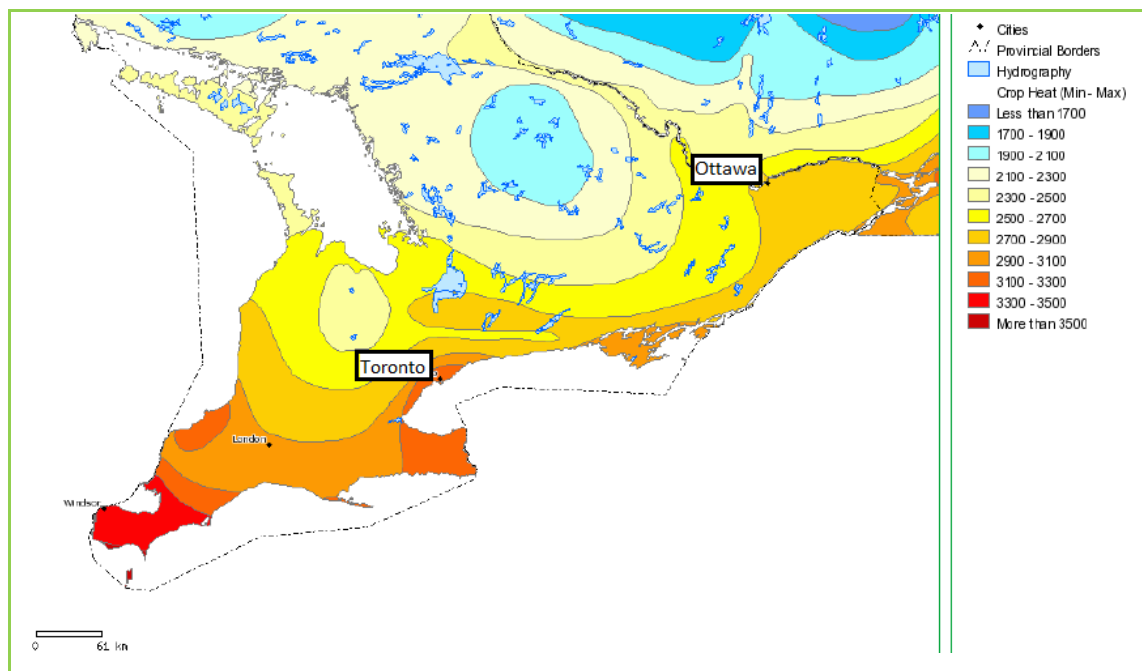 Cities
Provincial Borders
Hydrography
Crop Heat (Min - Max)
Less than 1700
1700 - 1900
1900 - 2100
2100 - 2300
2300 - 2500
2500 - 2700
2700 - 2900
2900 - 3100
3100 - 3300
3300 - 3500
More than 3500
Ottawa
Toronto
London
Windsor
0 61 km